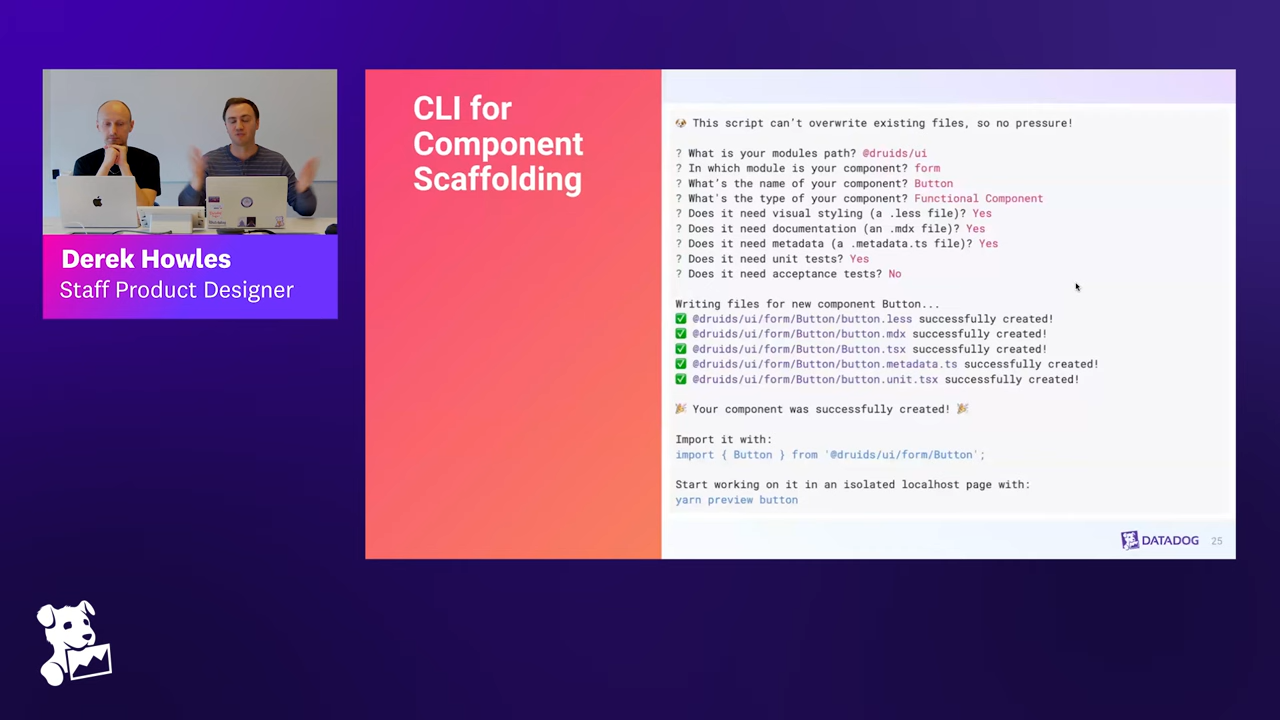 Derek Howles
Staff Product Designer
CLI for
Component
Scaffolding
🐶 This script can't overwrite existing files, so no pressure!
? What is your modules path? @druids/ui
? In which module is your component? form
? What's the name of your component? Button
? What's the type of your component? Functional Component
? Does it need visual styling (a .less file)? Yes
? Does it need documentation (an .mdx file)? Yes
? Does it need metadata (a .metadata.ts file)? Yes
? Does it need unit tests? Yes
? Does it need acceptance tests? No
Writing files for new component Button...
✅ @druids/ui/form/Button/button.less successfully created!
✅ @druids/ui/form/Button/button.mdx successfully created!
✅ @druids/ui/form/Button/Button.tsx successfully created!
✅ @druids/ui/form/Button/button.metadata.ts successfully created!
✅ @druids/ui/form/Button/button.unit.tsx successfully created!
🎉 Your component was successfully created! 🎉
Import it with:
import { Button } from '@druids/ui/form/Button';
Start working on it in an isolated localhost page with:
yarn preview button
DATADOG 25